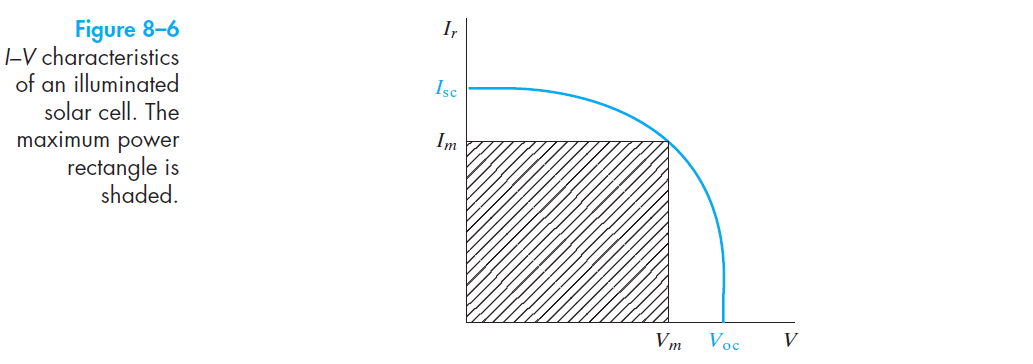 Figure 8–6
I–V characteristics
of an illuminated
solar cell. The
maximum power
rectangle is
shaded.
Ir
Isc
Im
Vm Voc V